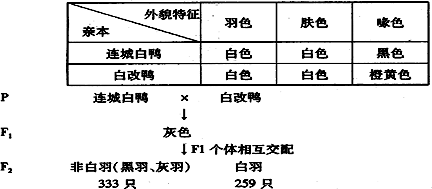 外貌特征 羽色 肤色 喙色
亲本
连城白鸭 白色 白色 黑色
白改鸭 白色 白色 橙黄色
P 连城白鸭 × 白改鸭
↓
F₁ 灰色
↓F1 个体相互交配
F₂ 非白羽(黑羽、灰羽) 白羽
333 只 259 只